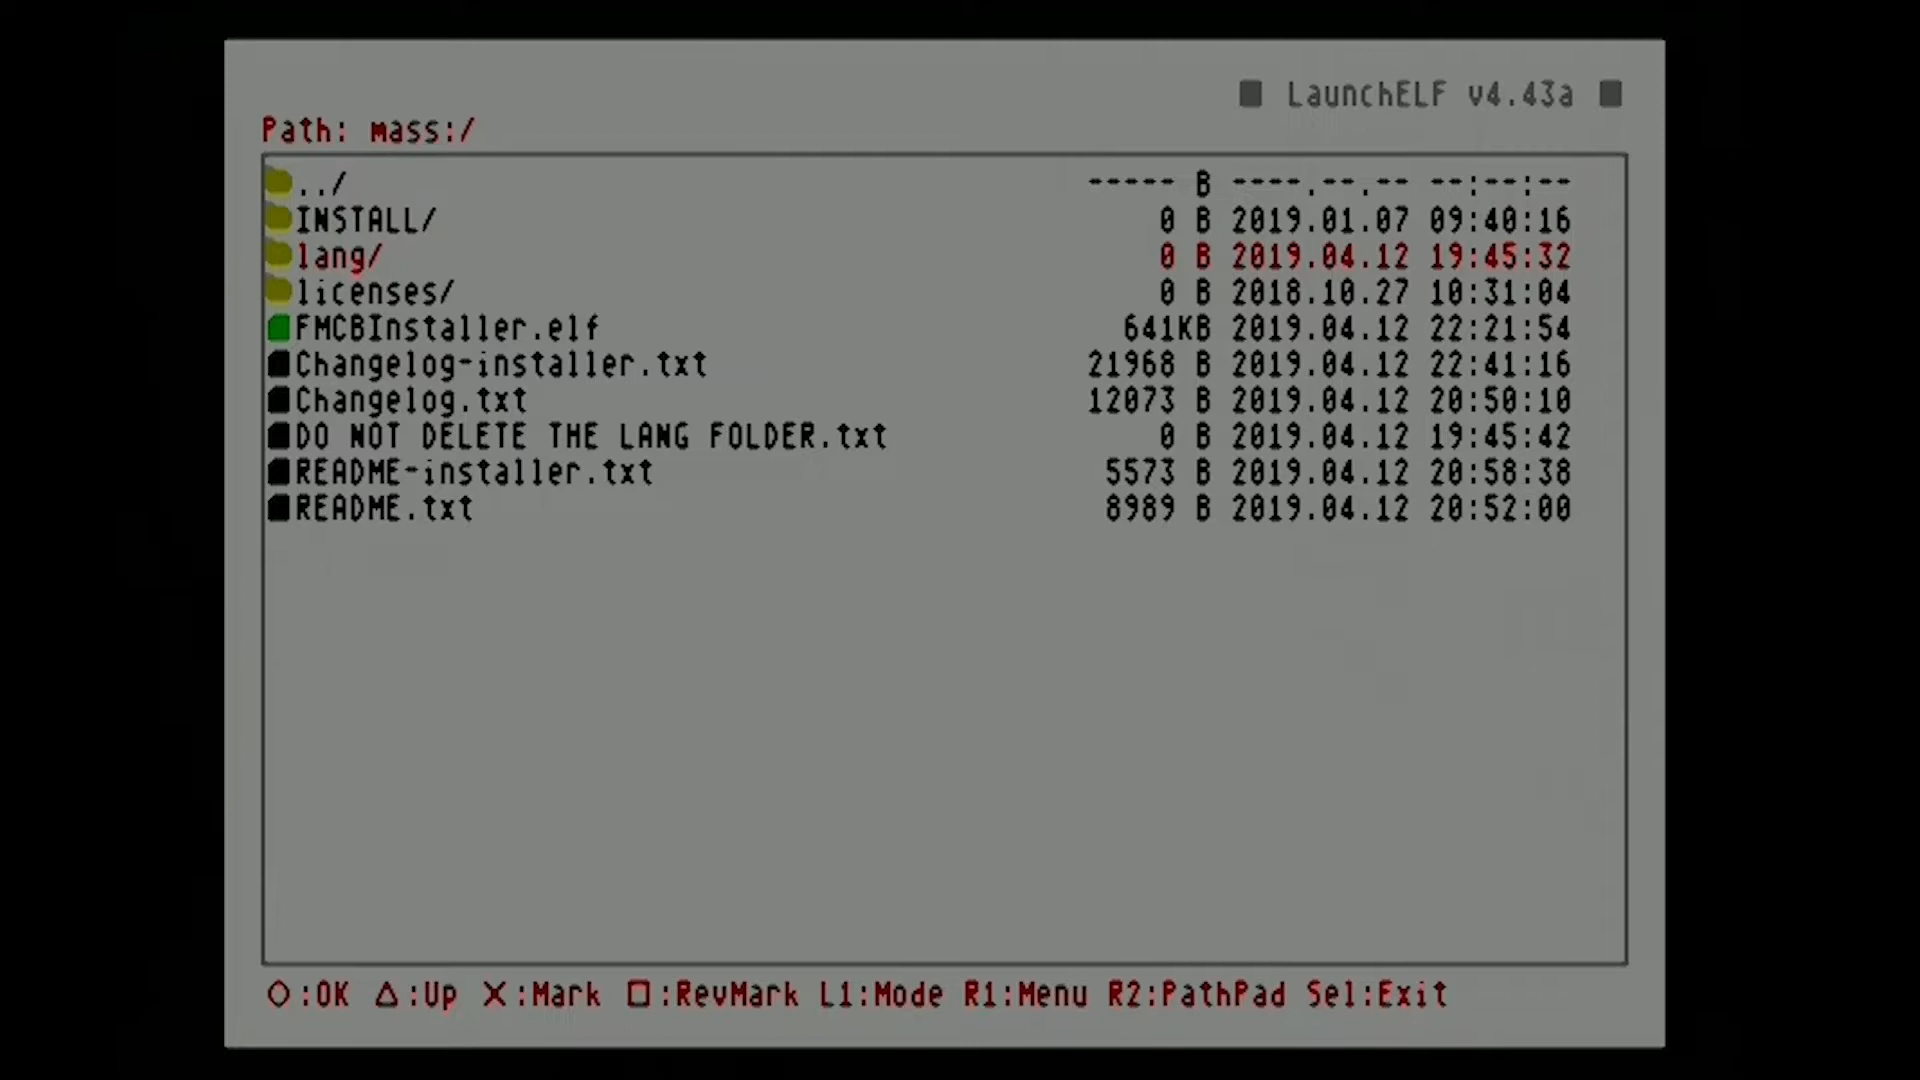 LaunchELF v4.43a
Path: mass:/
../ ----- B ----.--.-- --:--:--
INSTALL/ 0 B 2019.01.07 09:40:16
lang/ 0 B 2019.04.12 19:45:32
licenses/ 0 B 2018.10.27 10:31:04
FMCBInstaller.elf 641KB 2019.04.12 22:21:54
Changelog-installer.txt 21968 B 2019.04.12 22:41:16
Changelog.txt 12073 B 2019.04.12 20:50:10
DO NOT DELETE THE LANG FOLDER.txt 0 B 2019.04.12 19:45:42
README-installer.txt 5573 B 2019.04.12 20:58:38
README.txt 8989 B 2019.04.12 20:52:00
○:OK △:Up ✕:Mark □:RevMark L1:Mode R1:Menu R2:PathPad Sel:Exit